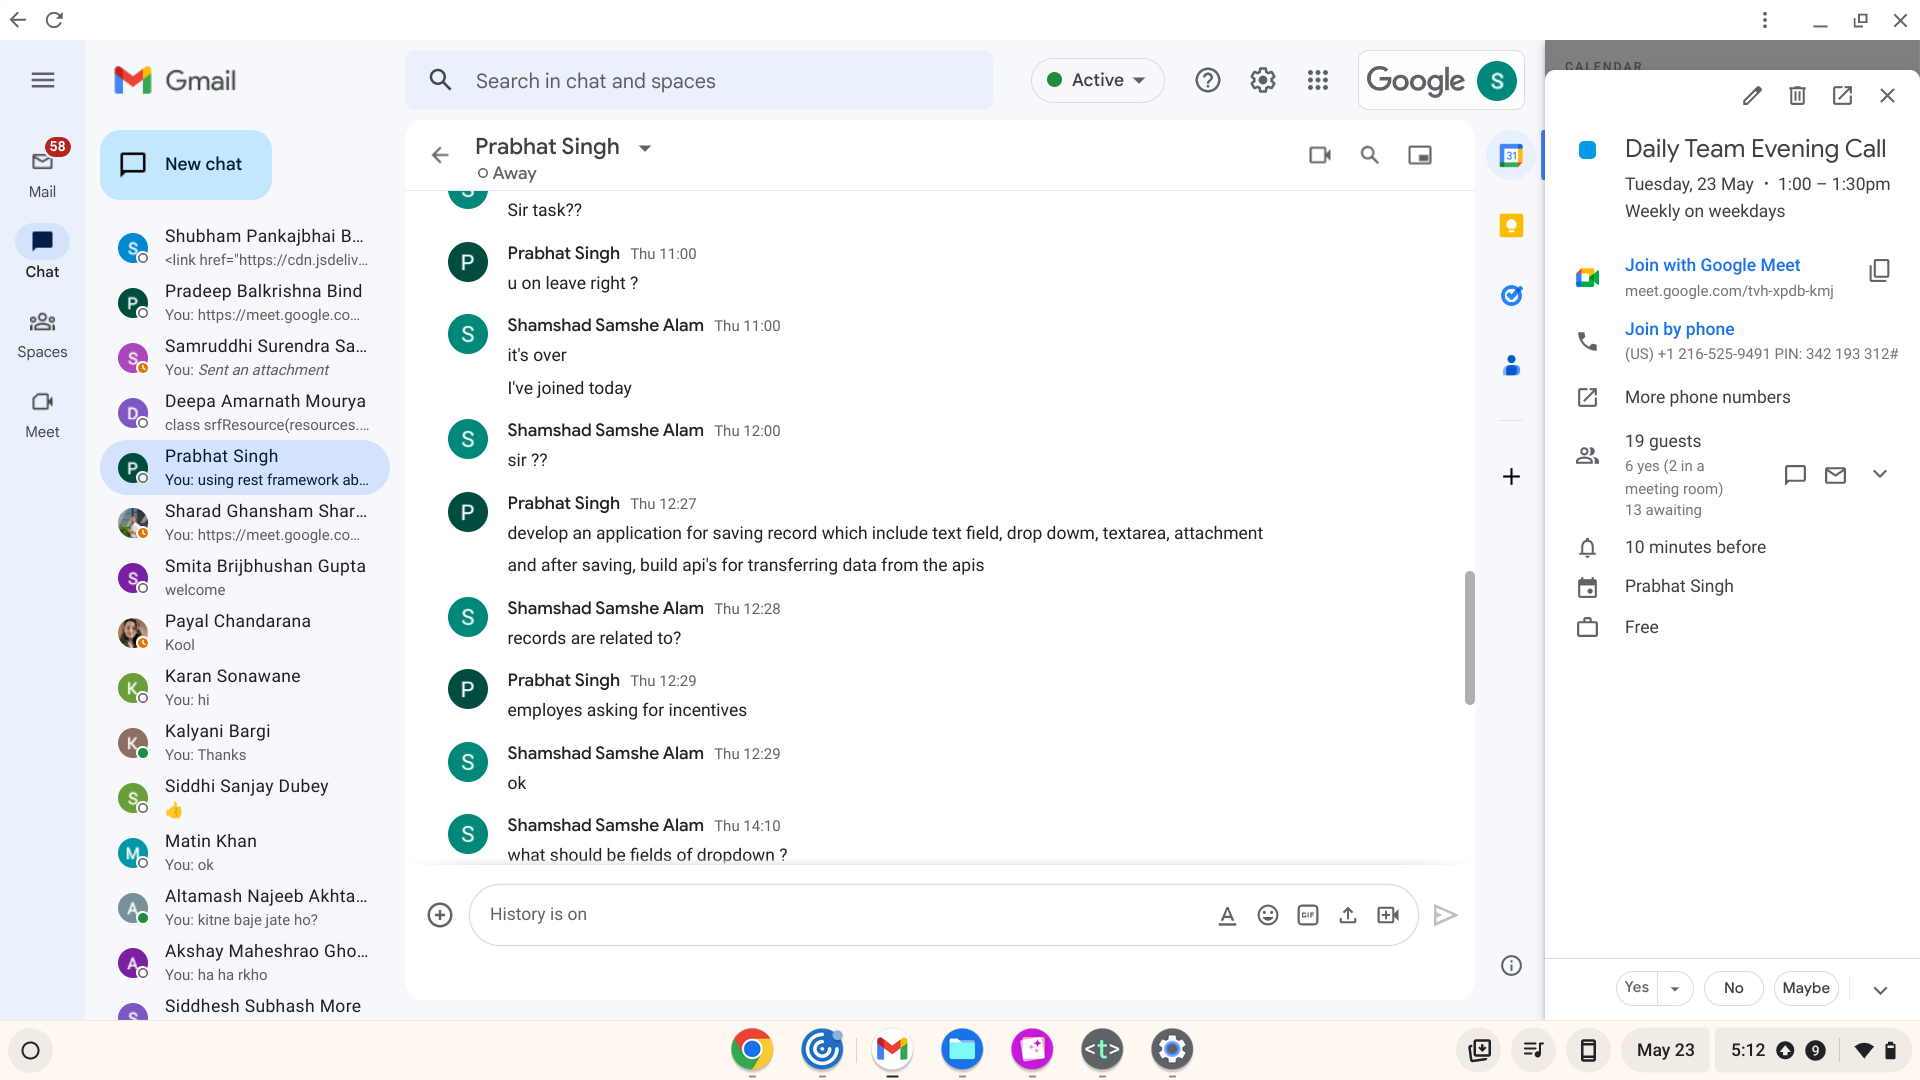 Gmail
Search in chat and spaces
Active
Google
S
CALENDAR
58
Mail
Chat
Spaces
Meet
New chat
S
Shubham Pankajbhai B...
<link href="https://cdn.jsdeliv...
P
Pradeep Balkrishna Bind
You: https://meet.google.co...
S
Samruddhi Surendra Sa...
You: Sent an attachment
D
Deepa Amarnath Mourya
class srfResource(resources....
P
Prabhat Singh
You: using rest framework ab...
Sharad Ghansham Shar...
You: https://meet.google.co...
S
Smita Brijbhushan Gupta
welcome
Payal Chandarana
Kool
K
Karan Sonawane
You: hi
K
Kalyani Bargi
You: Thanks
S
Siddhi Sanjay Dubey
👍
M
Matin Khan
You: ok
A
Altamash Najeeb Akhta...
You: kitne baje jate ho?
A
Akshay Maheshrao Gho...
You: ha ha rkho
S
Siddhesh Subhash More
Prabhat Singh
Away
S
Sir task??
P
Prabhat Singh Thu 11:00
u on leave right ?
S
Shamshad Samshe Alam Thu 11:00
it's over
I've joined today
S
Shamshad Samshe Alam Thu 12:00
sir ??
P
Prabhat Singh Thu 12:27
develop an application for saving record which include text field, drop dowm, textarea, attachment
and after saving, build api's for transferring data from the apis
S
Shamshad Samshe Alam Thu 12:28
records are related to?
P
Prabhat Singh Thu 12:29
employes asking for incentives
S
Shamshad Samshe Alam Thu 12:29
ok
S
Shamshad Samshe Alam Thu 14:10
what should be fields of dropdown ?
History is on
A
GIF
31
Daily Team Evening Call
Tuesday, 23 May · 1:00 – 1:30pm
Weekly on weekdays
Join with Google Meet
meet.google.com/tvh-xpdb-kmj
Join by phone
(US) +1 216-525-9491 PIN: 342 193 312#
More phone numbers
19 guests
6 yes (2 in a
meeting room)
13 awaiting
10 minutes before
Prabhat Singh
Free
Yes
No
Maybe
<t>
May 23
5:12
9